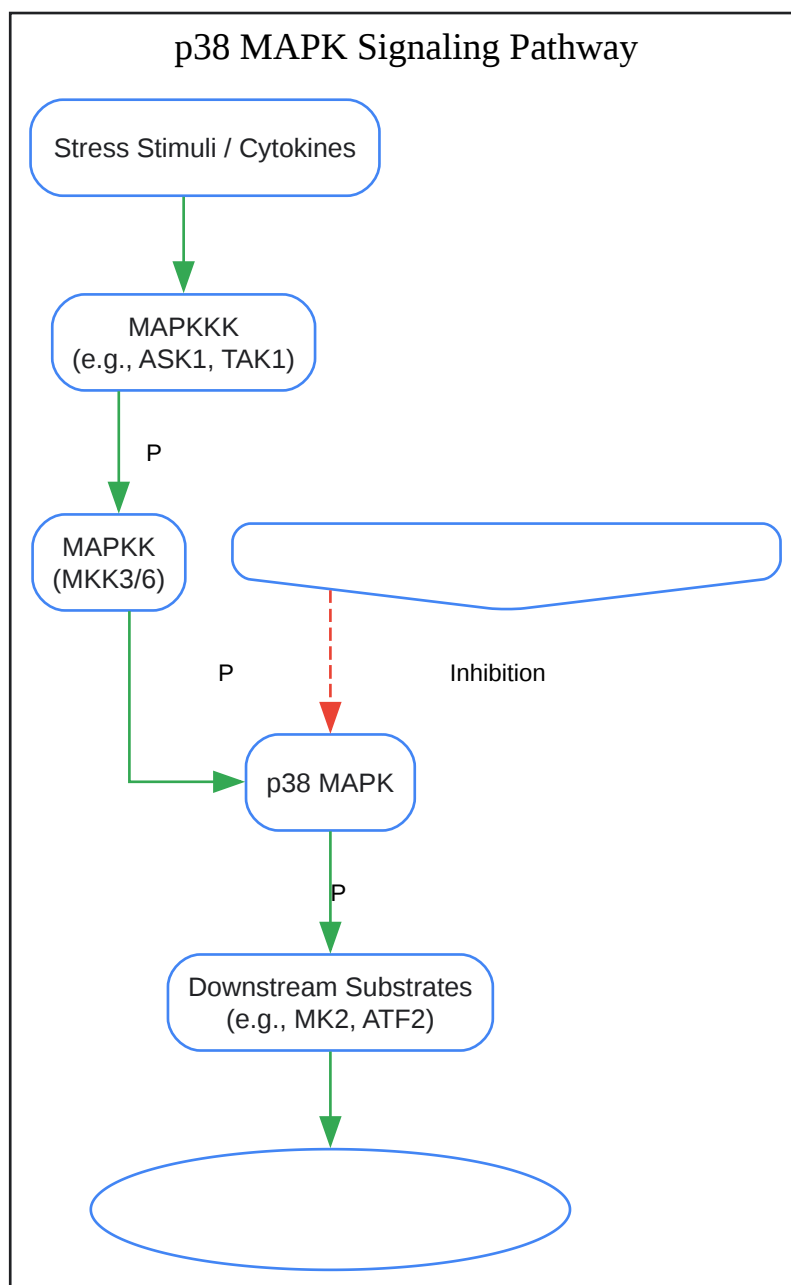 p38 MAPK Signaling Pathway
Stress Stimuli / Cytokines
MAPKKK
(e.g., ASK1, TAK1)
P
MAPKK
(MKK3/6)
P
Inhibition
p38 MAPK
P
Downstream Substrates
(e.g., MK2, ATF2)